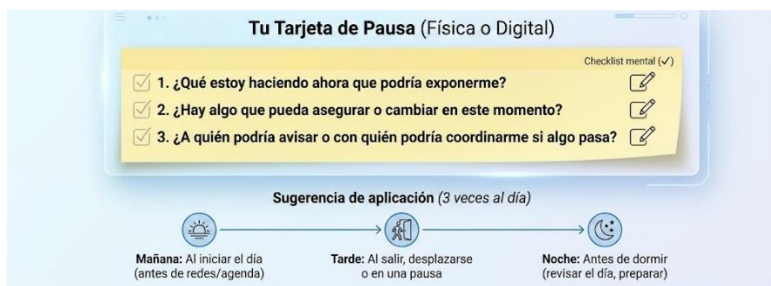 Tu Tarjeta de Pausa (Física o Digital)
Checklist mental (✓)
1. ¿Qué estoy haciendo ahora que podría exponerme?
2. ¿Hay algo que pueda asegurar o cambiar en este momento?
3. ¿A quién podría avisar o con quién podría coordinarme si algo pasa?
Sugerencia de aplicación (3 veces al día)
Mañana: Al iniciar el día
(antes de redes/agenda)
Tarde: Al salir, desplazarse
o en una pausa
Noche: Antes de dormir
(revisar el día, preparar)